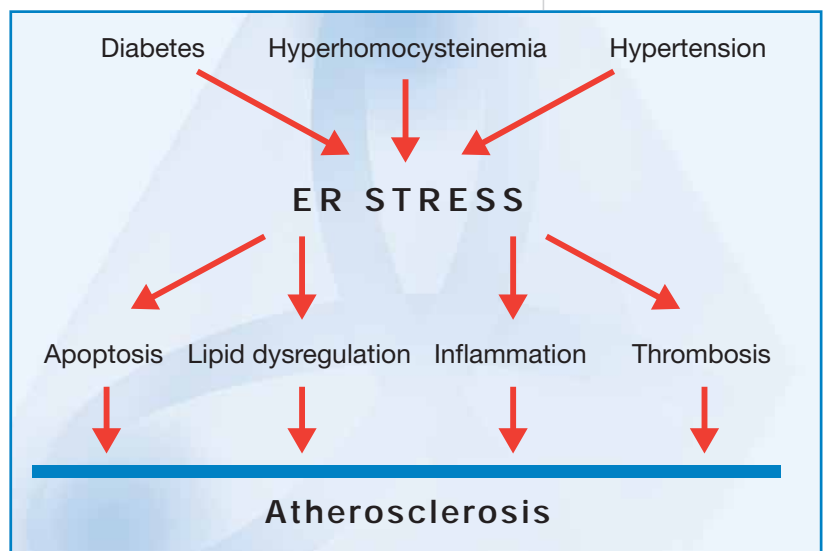 Diabetes Hyperhomocysteinemia Hypertension
ER STRESS
Apoptosis Lipid dysregulation Inflammation Thrombosis
Atherosclerosis